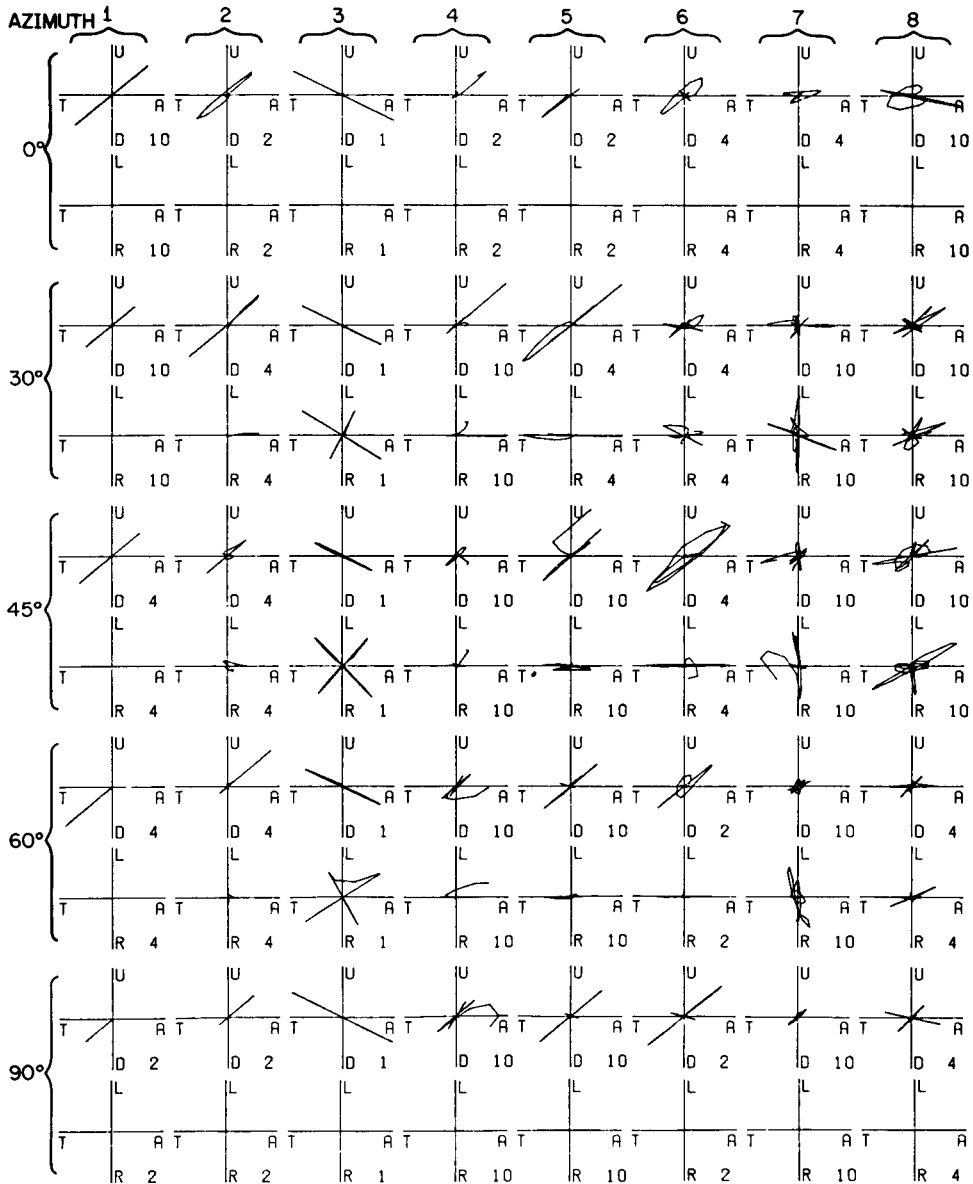 AZIMUTH 1 2 3 4 5 6 7 8
U U U U U U U U
T A T A T A T A T A T A T A T A
D 10 D 2 D 1 D 2 D 2 D 4 D 4 D 10
0°
L L L L L L L L
T A T A T A T A T A T A T A T A
R 10 R 2 R 1 R 2 R 2 R 4 R 4 R 10
U U U U U U U U
T A T A T A T A T A T A T A T A
D 10 D 4 D 1 D 4 D 4 D 4 D 10 D 10
30°
L L L L L L L L
T A T A T A T A T A T A T A T A
R 10 R 4 R 1 R 10 R 4 R 4 R 10 R 10
U U U U U U U U
T A T A T A T A T A T A T A T A
D 4 D 4 D 1 D 10 D 10 D 4 D 10 D 10
45°
L L L L L L L L
T A T A T A T A T A T A T A T A
R 4 R 4 R 1 R 10 R 10 R 4 R 10 R 10
U U U U U U U U
T A T A T A T A T A T A T A T A
D 4 D 4 D 1 D 10 D 10 D 2 D 10 D 4
60°
L L L L L L L L
T A T A T A T A T A T A T A T A
R 4 R 4 R 1 R 10 R 10 R 2 R 10 R 4
U U U U U U U U
T A T A T A T A T A T A T A T A
D 2 D 2 D 1 D 10 D 10 D 2 D 10 D 4
90°
L L L L L L L L
T A T A T A T A T A T A T A T A
R 2 R 2 R 1 R 10 R 10 R 2 R 10 R 4